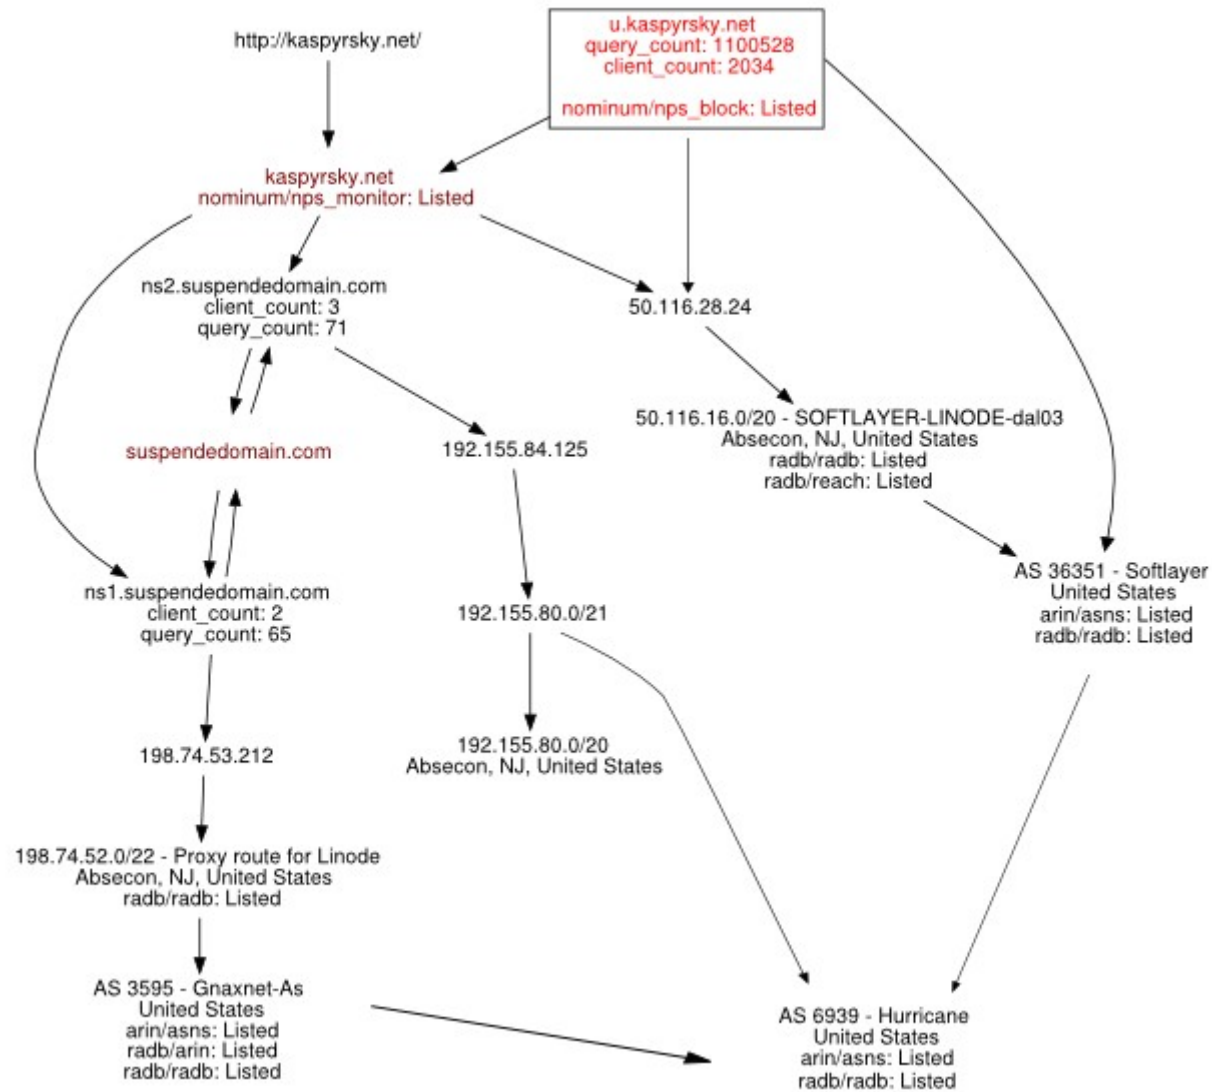 http://kaspyrsky.net/
u.kaspyrsky.net
query_count: 1100528
client_count: 2034
nominum/nps_block: Listed
kaspyrsky.net
nominum/nps_monitor: Listed
ns2.suspendedomain.com
client_count: 3
query_count: 71
50.116.28.24
suspendedomain.com
192.155.84.125
50.116.16.0/20 - SOFTLAYER-LINODE-dal03
Absecon, NJ, United States
radb/radb: Listed
radb/reach: Listed
ns1.suspendedomain.com
client_count: 2
query_count: 65
192.155.80.0/21
AS 36351 - Softlayer
United States
arin/asns: Listed
radb/radb: Listed
198.74.53.212
192.155.80.0/20
Absecon, NJ, United States
198.74.52.0/22 - Proxy route for Linode
Absecon, NJ, United States
radb/radb: Listed
AS 3595 - Gnaxnet-As
United States
arin/asns: Listed
radb/arin: Listed
radb/radb: Listed
AS 6939 - Hurricane
United States
arin/asns: Listed
radb/radb: Listed